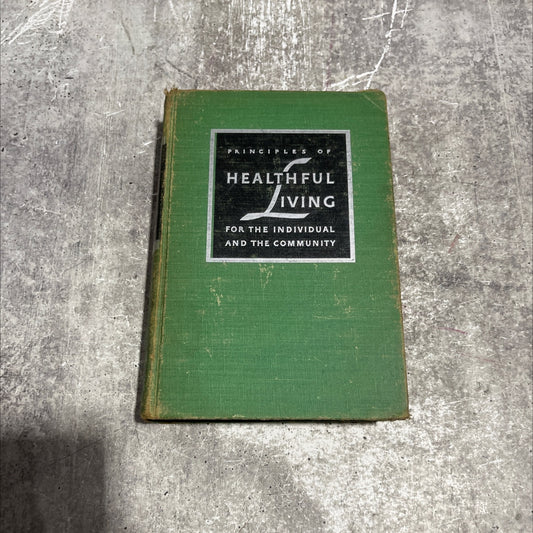 PRINCIPLES OF
HEALTHFUL
LIVING
FOR THE INDIVIDUAL
AND THE COMMUNITY